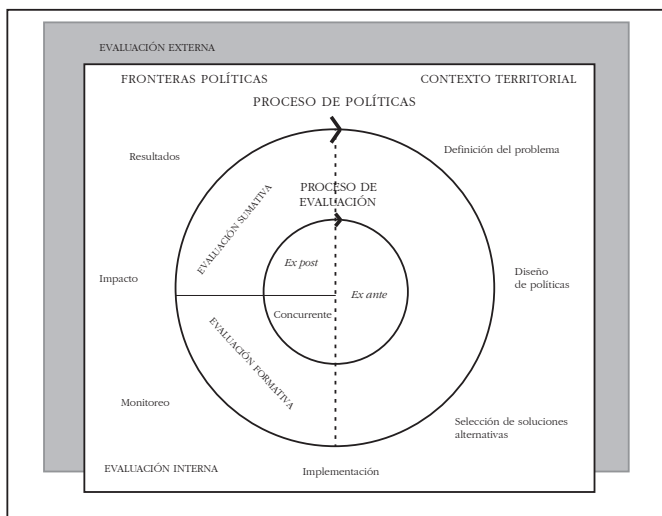 EVALUACIÓN EXTERNA
FRONTERAS POLÍTICAS
CONTEXTO TERRITORIAL
PROCESO DE POLÍTICAS
Resultados
Definición del problema
PROCESO DE
EVALUACIÓN
EVALUACIÓN SUMATIVA
Ex post
Impacto
Ex ante
Diseño
de políticas
Concurrente
EVALUACIÓN FORMATIVA
Monitoreo
Selección de soluciones
alternativas
EVALUACIÓN INTERNA
Implementación